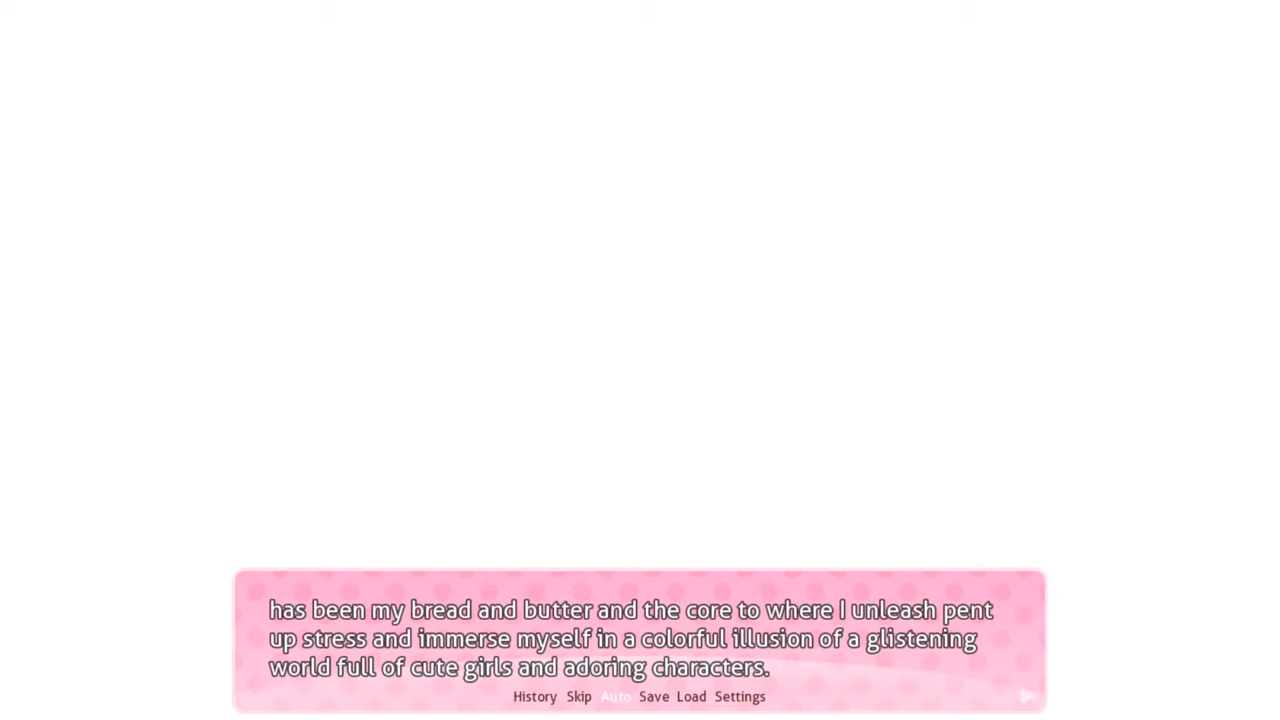 has been my bread and butter and the core to where I unleash pent
up stress and immerse myself in a colorful illusion of a glistening
world full of cute girls and adoring characters.
History Skip Auto Save Load Settings